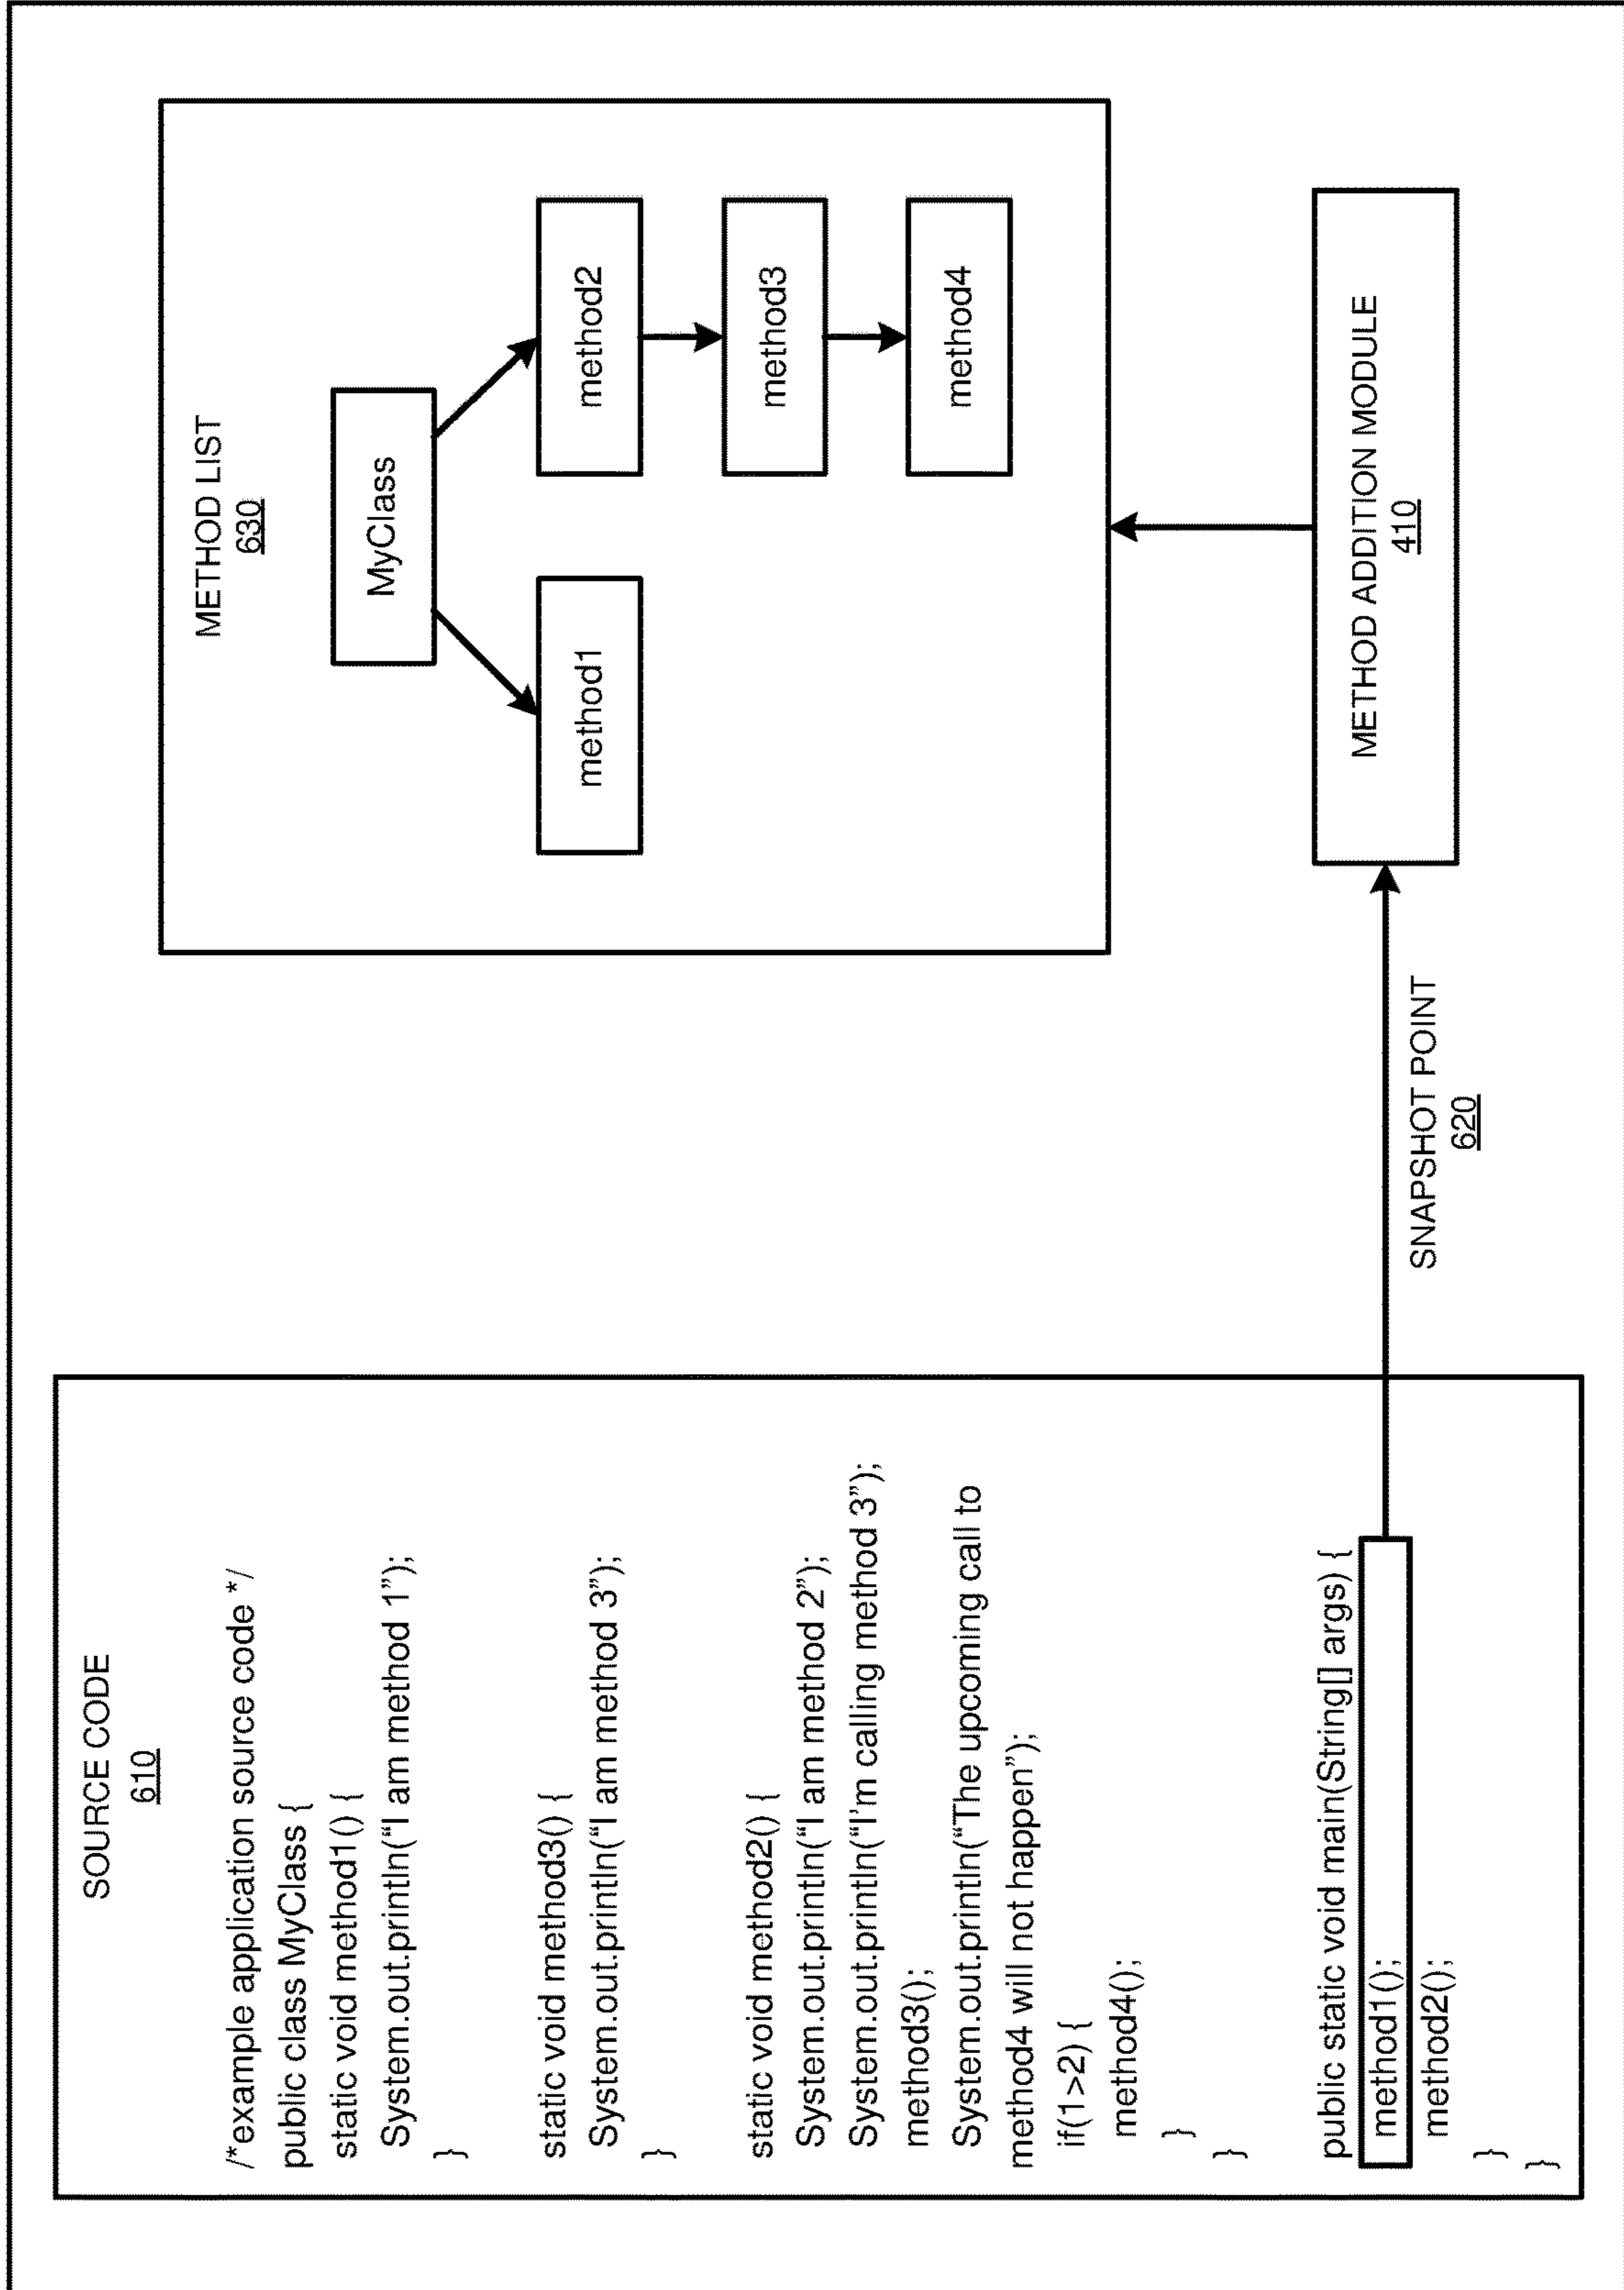 SOURCE CODE
610
/*example application source code */
public class MyClass {
static void method1() {
System.out.println(“I am method 1”);
}
static void method3() {
System.out.println(“I am method 3”);
}
static void method2() {
System.out.println(“I am method 2”);
System.out.println(“I’m calling method 3”);
method3();
System.out.println(“The upcoming call to
method4 will not happen”);
if(1>2) {
method4();
}
}
public static void main(String[] args) {
method1();
method2();
}
}
SNAPSHOT POINT
620
METHOD LIST
630
MyClass
method1
method2
method3
method4
METHOD ADDITION MODULE
410